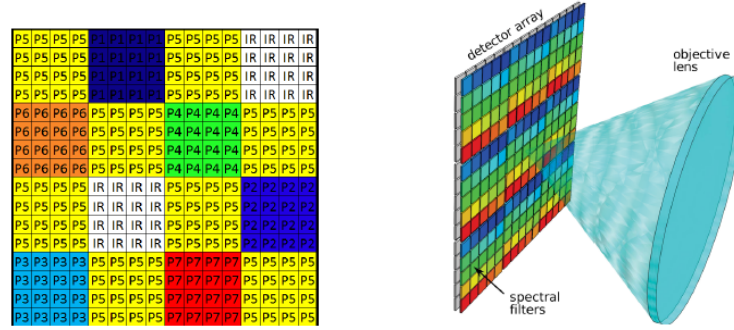 P5 P5 P5 P5 P1 P1 P1 P1 P5 P5 P5 P5 IR IR IR IR
P5 P5 P5 P5 P1 P1 P1 P1 P5 P5 P5 P5 IR IR IR IR
P5 P5 P5 P5 P1 P1 P1 P1 P5 P5 P5 P5 IR IR IR IR
P5 P5 P5 P5 P1 P1 P1 P1 P5 P5 P5 P5 IR IR IR IR
P6 P6 P6 P6 P5 P5 P5 P5 P4 P4 P4 P4 P5 P5 P5 P5
P6 P6 P6 P6 P5 P5 P5 P5 P4 P4 P4 P4 P5 P5 P5 P5
P6 P6 P6 P6 P5 P5 P5 P5 P4 P4 P4 P4 P5 P5 P5 P5
P6 P6 P6 P6 P5 P5 P5 P5 P4 P4 P4 P4 P5 P5 P5 P5
P5 P5 P5 P5 IR IR IR IR P5 P5 P5 P5 P2 P2 P2 P2
P5 P5 P5 P5 IR IR IR IR P5 P5 P5 P5 P2 P2 P2 P2
P5 P5 P5 P5 IR IR IR IR P5 P5 P5 P5 P2 P2 P2 P2
P5 P5 P5 P5 IR IR IR IR P5 P5 P5 P5 P2 P2 P2 P2
P3 P3 P3 P3 P5 P5 P5 P5 P7 P7 P7 P7 P5 P5 P5 P5
P3 P3 P3 P3 P5 P5 P5 P5 P7 P7 P7 P7 P5 P5 P5 P5
P3 P3 P3 P3 P5 P5 P5 P5 P7 P7 P7 P7 P5 P5 P5 P5
P3 P3 P3 P3 P5 P5 P5 P5 P7 P7 P7 P7 P5 P5 P5 P5
detector array
objective
lens
spectral
filters